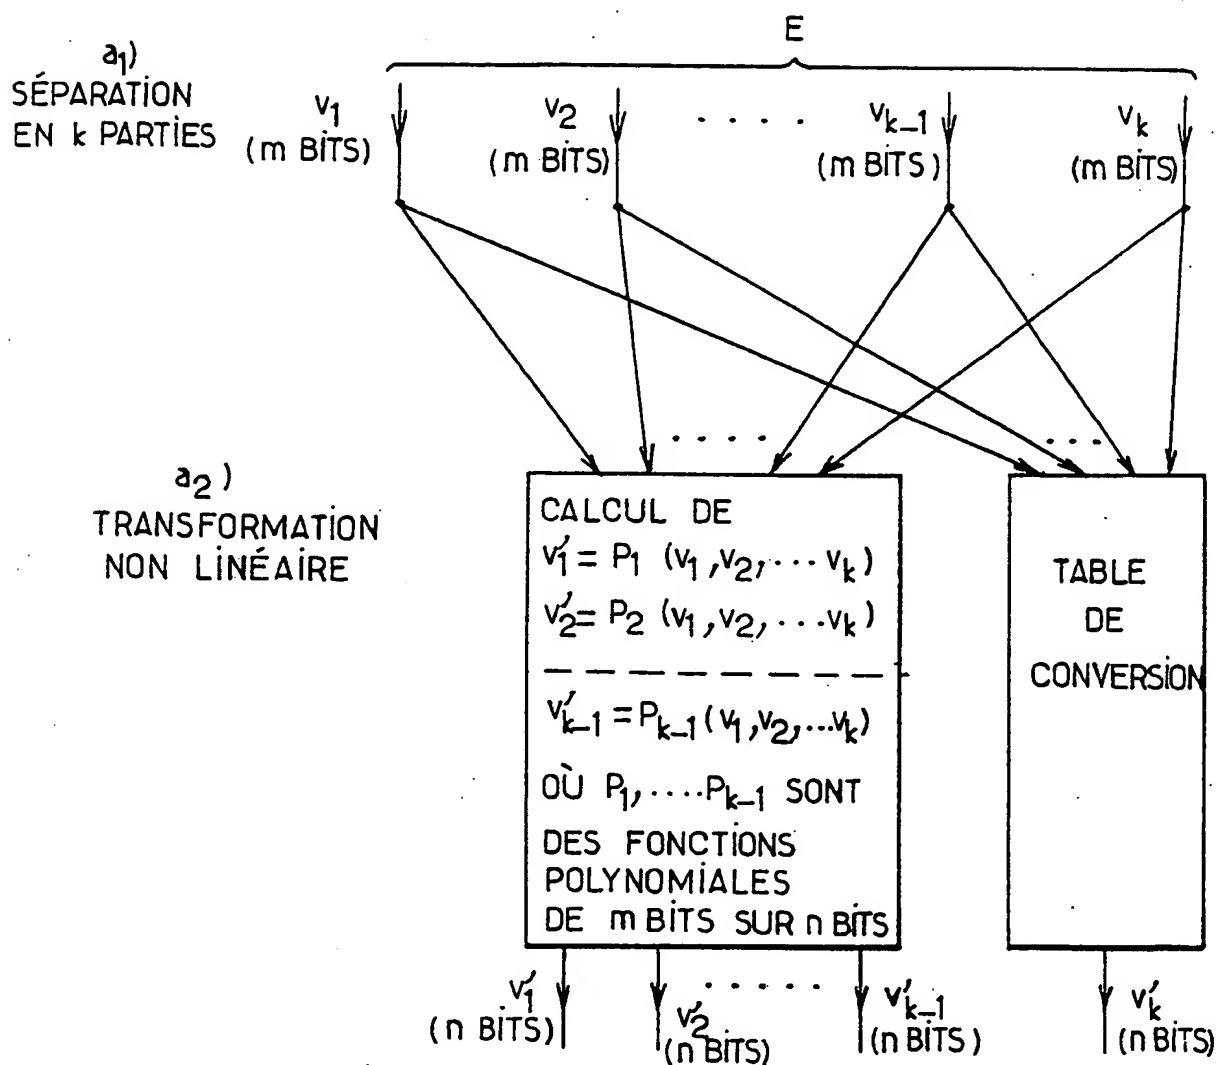 E
a₁)
SÉPARATION
EN k PARTIES
v₁
(m BITS)
v₂
(m BITS)
. . . . .
vₖ₋₁
(m BITS)
vₖ
(m BITS)
. . . . .
. . . .
a₂)
TRANSFORMATION
NON LINÉAIRE
CALCUL DE
v′₁ = P₁ (v₁,v₂,...vₖ)
v′₂ = P₂ (v₁,v₂,...vₖ)
v′ₖ₋₁ = Pₖ₋₁(v₁,v₂,...vₖ)
OÙ P₁,....Pₖ₋₁ SONT
DES FONCTIONS
POLYNOMIALES
DE m BITS SUR n BITS
TABLE
DE
CONVERSION
v′₁
(n BITS)
v′₂
(n BITS)
. . . . .
v′ₖ₋₁
(n BITS)
v′ₖ
(n BITS)